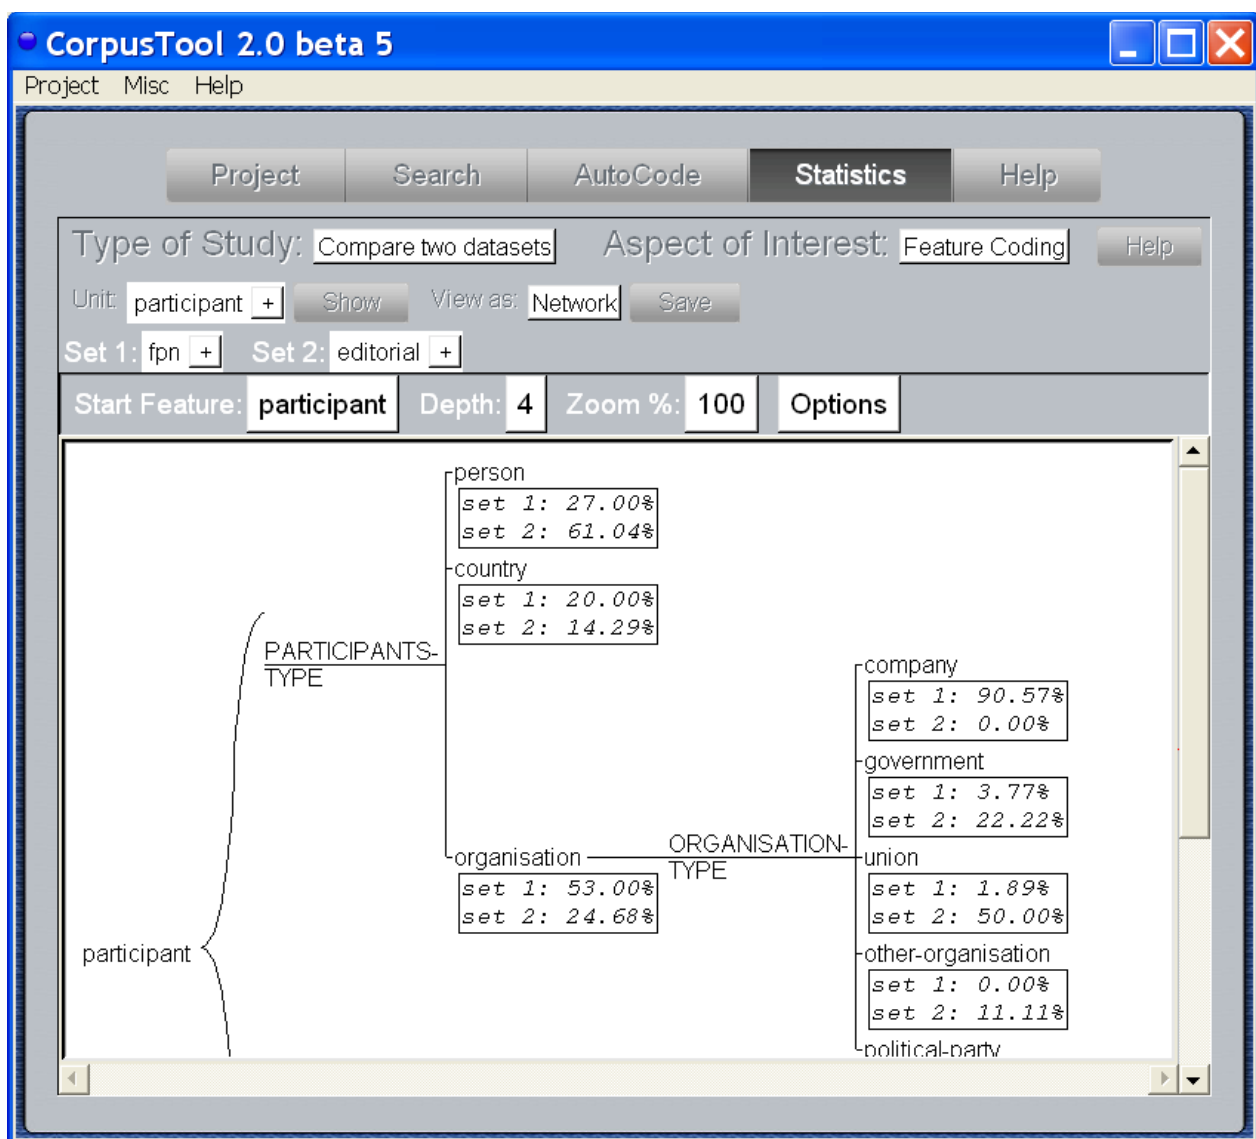 CorpusTool 2.0 beta 5
Project Misc Help
Project Search AutoCode Statistics Help
Type of Study: Compare two datasets Aspect of Interest: Feature Coding Help
Unit: participant + Show View as: Network Save
Set 1: fpn + Set 2: editorial +
Start Feature: participant Depth: 4 Zoom %: 100 Options
person
set 1: 27.00%
set 2: 61.04%
country
set 1: 20.00%
set 2: 14.29%
PARTICIPANTS-
TYPE
company
set 1: 90.57%
set 2: 0.00%
government
set 1: 3.77%
set 2: 22.22%
organisation
ORGANISATION-
TYPE
union
set 1: 53.00%
set 2: 24.68%
set 1: 1.89%
set 2: 50.00%
participant
other-organisation
set 1: 0.00%
set 2: 11.11%
political-party